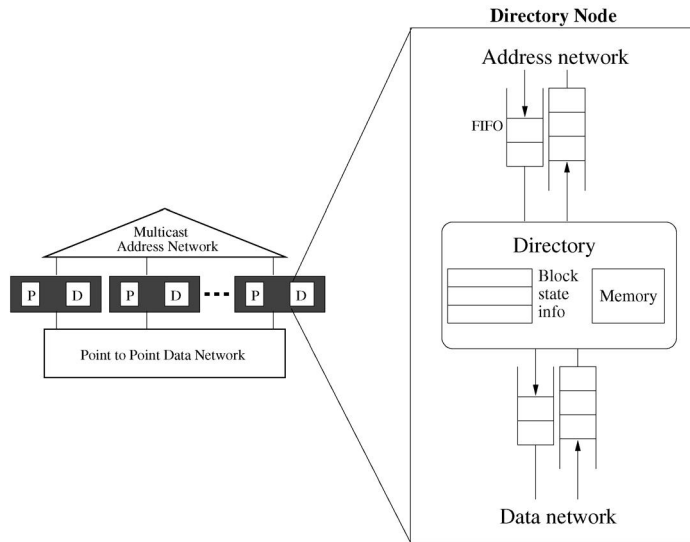 Directory Node
Address network
FIFO
Directory
Block
state
info
Memory
Data network
Multicast
Address Network
P D P D P D
Point to Point Data Network